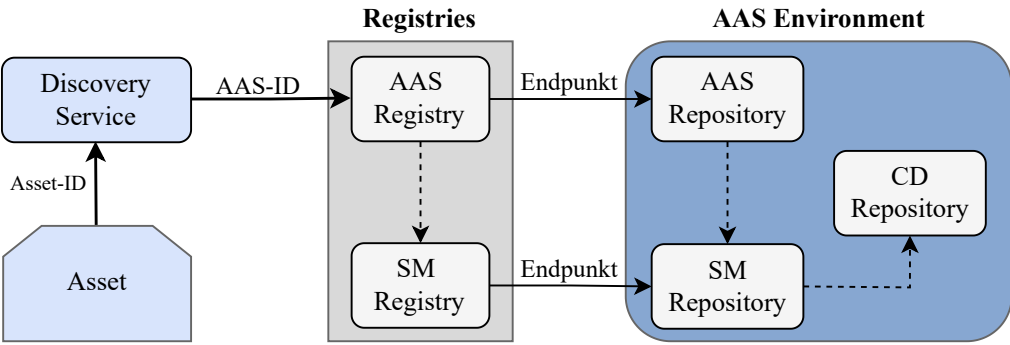 Registries
AAS Environment
Discovery
Service
AAS-ID
AAS
Registry
Endpunkt
AAS
Repository
Asset-ID
CD
Repository
Asset
SM
Registry
Endpunkt
SM
Repository